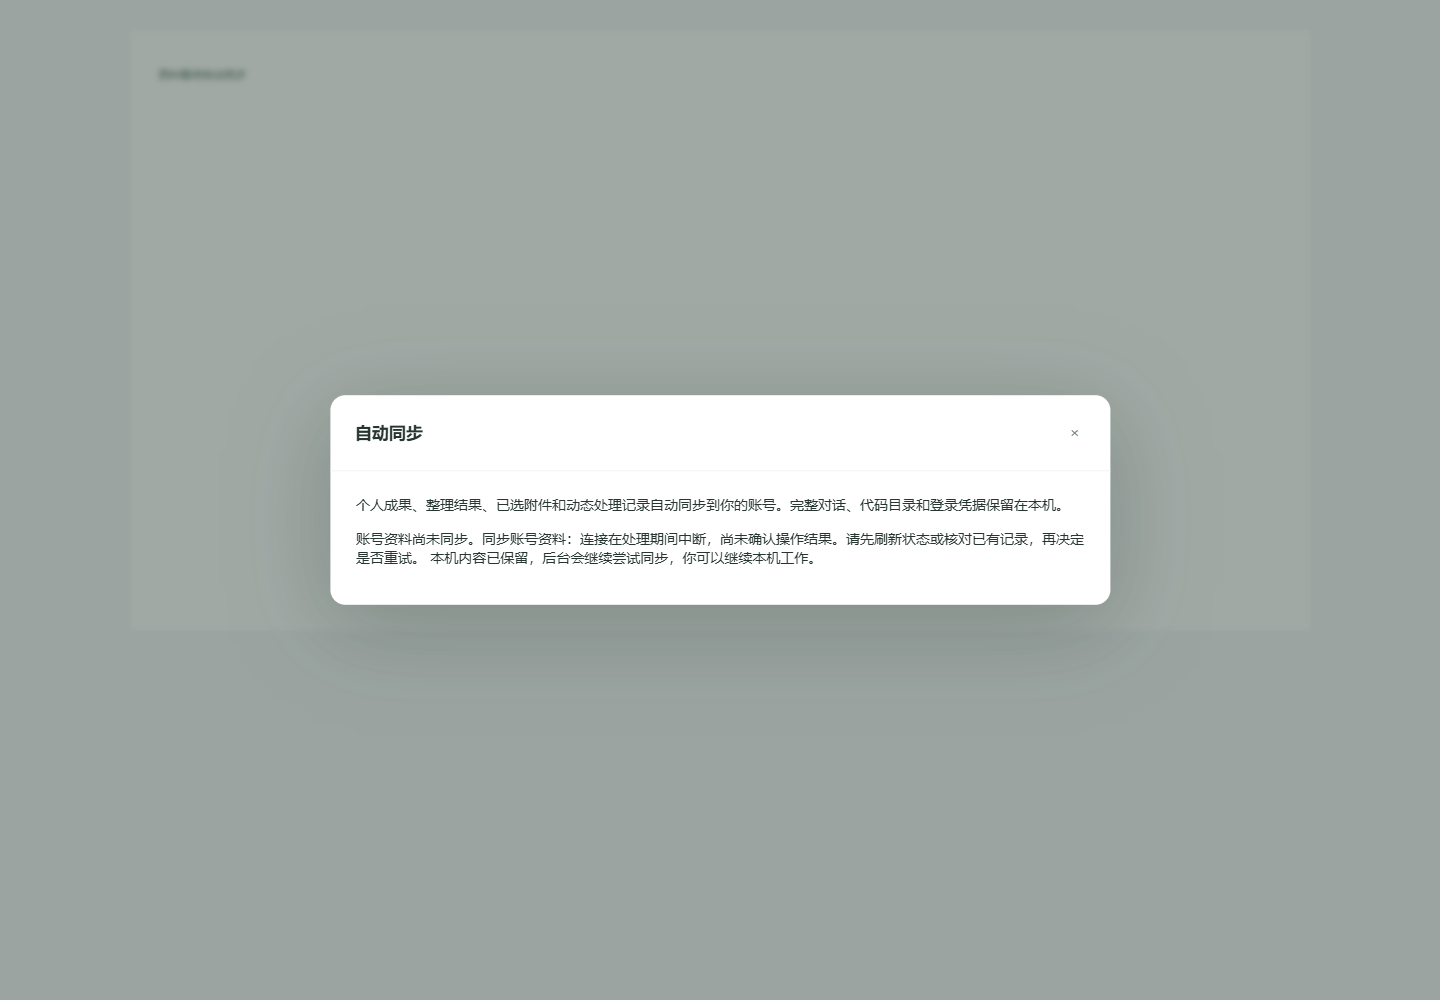 自动同步
×
个人成果、整理结果、已选附件和动态处理记录自动同步到你的账号。完整对话、代码目录和登录凭据保留在本机。
账号资料尚未同步。同步账号资料：连接在处理期间中断，尚未确认操作结果。请先刷新状态或核对已有记录，再决定
是否重试。 本机内容已保留，后台会继续尝试同步，你可以继续本机工作。